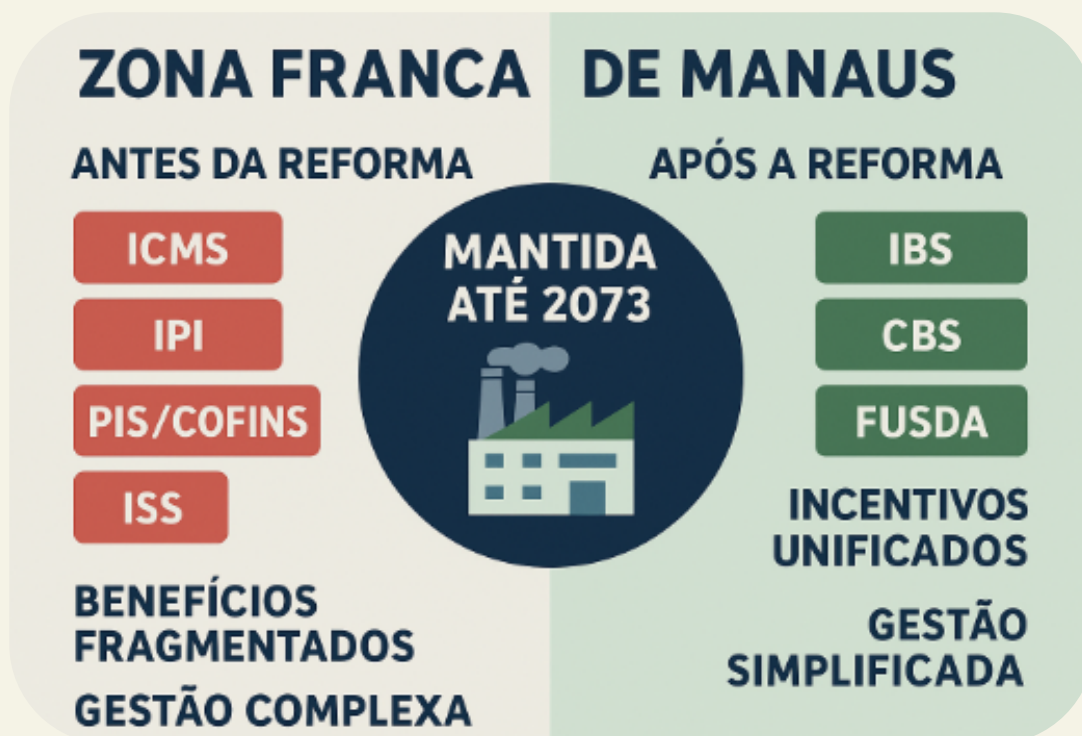 ZONA FRANCA DE MANAUS
ANTES DA REFORMA
ICMS
IPI
PIS/COFINS
ISS
BENEFÍCIOS
FRAGMENTADOS
GESTÃO COMPLEXA
MANTIDA
ATÉ 2073
APÓS A REFORMA
IBS
CBS
FUSDA
INCENTIVOS
UNIFICADOS
GESTÃO
SIMPLIFICADA